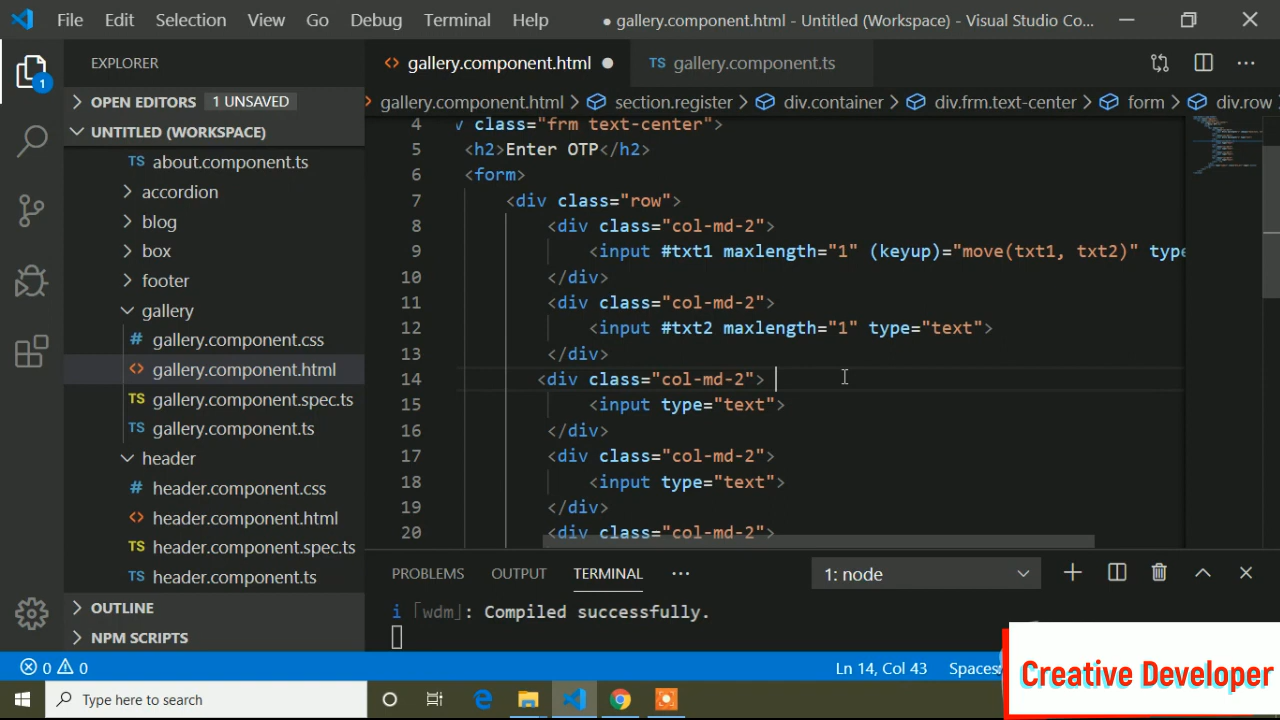 File Edit Selection View Go Debug Terminal Help ● gallery.component.html - Untitled (Workspace) - Visual Studio Co...
EXPLORER
1
OPEN EDITORS 1 UNSAVED
UNTITLED (WORKSPACE)
TS about.component.ts
accordion
blog
box
footer
gallery
# gallery.component.css
<> gallery.component.html
TS gallery.component.spec.ts
TS gallery.component.ts
header
# header.component.css
<> header.component.html
TS header.component.spec.ts
TS header.component.ts
OUTLINE
NPM SCRIPTS
<> gallery.component.html ● TS gallery.component.ts ...
gallery.component.html > section.register > div.container > div.frm.text-center > form > div.row
4 v class="frm text-center">
5 <h2>Enter OTP</h2>
6 <form>
7 <div class="row">
8 <div class="col-md-2">
9 <input #txt1 maxlength="1" (keyup)="move(txt1, txt2)" type
10 </div>
11 <div class="col-md-2">
12 <input #txt2 maxlength="1" type="text">
13 </div>
14 <div class="col-md-2">
15 <input type="text">
16 </div>
17 <div class="col-md-2">
18 <input type="text">
19 </div>
20 <div class="col-md-2">
PROBLEMS OUTPUT TERMINAL ... 1: node
i 「wdm」: Compiled successfully.
0 0 Ln 14, Col 43 Spaces
Creative Developer
Type here to search